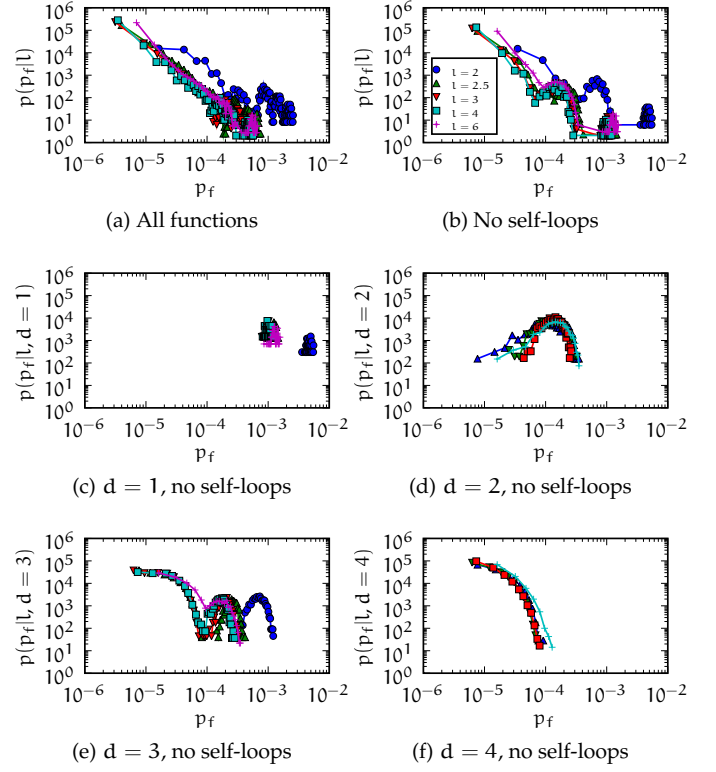 10^6
10^5
10^4
10^3
10^2
10^1
10^0
p(p_f|l)
10^−6 10^−5 10^−4 10^−3 10^−2
p_f
(a) All functions
10^6
10^5
10^4
10^3
10^2
10^1
10^0
p(p_f|l)
l = 2
l = 2.5
l = 3
l = 4
l = 6
10^−6 10^−5 10^−4 10^−3 10^−2
p_f
(b) No self-loops
10^6
10^5
10^4
10^3
10^2
10^1
10^0
p(p_f|l, d = 1)
10^−6 10^−5 10^−4 10^−3 10^−2
p_f
(c) d = 1, no self-loops
10^6
10^5
10^4
10^3
10^2
10^1
10^0
p(p_f|l, d = 2)
10^−6 10^−5 10^−4 10^−3 10^−2
p_f
(d) d = 2, no self-loops
10^6
10^5
10^4
10^3
10^2
10^1
10^0
p(p_f|l, d = 3)
10^−6 10^−5 10^−4 10^−3 10^−2
p_f
(e) d = 3, no self-loops
10^6
10^5
10^4
10^3
10^2
10^1
10^0
p(p_f|l, d = 4)
10^−6 10^−5 10^−4 10^−3 10^−2
p_f
(f) d = 4, no self-loops